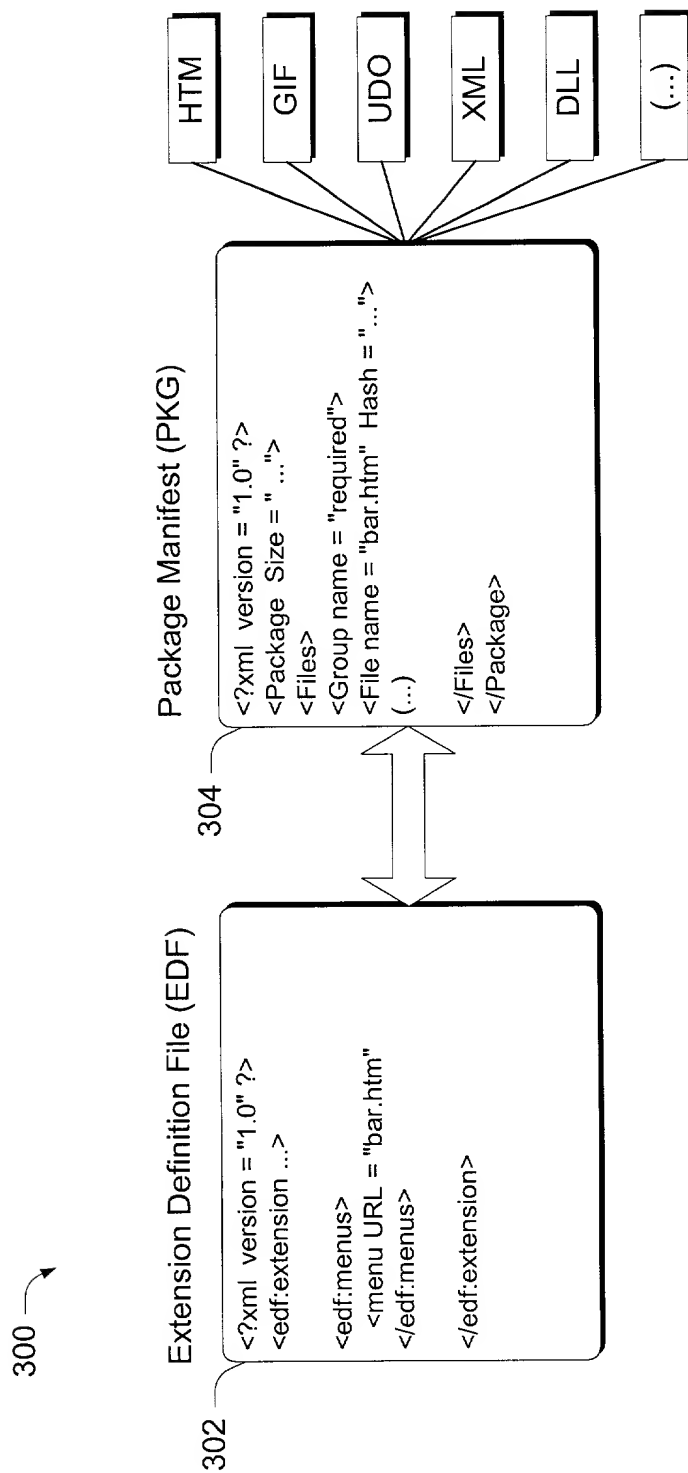 300
Extension Definition File (EDF)
302
<?xml version = "1.0" ?>
<edf:extension ...>
<edf:menus>
<menu URL = "bar.htm"
</edf:menus>
</edf:extension>
Package Manifest (PKG)
304
<?xml version = "1.0" ?>
<Package Size = " ...">
<Files>
<Group name = "required">
<File name = "bar.htm" Hash = "...">
(...)
</Files>
</Package>
HTM
GIF
UDO
XML
DLL
(...)